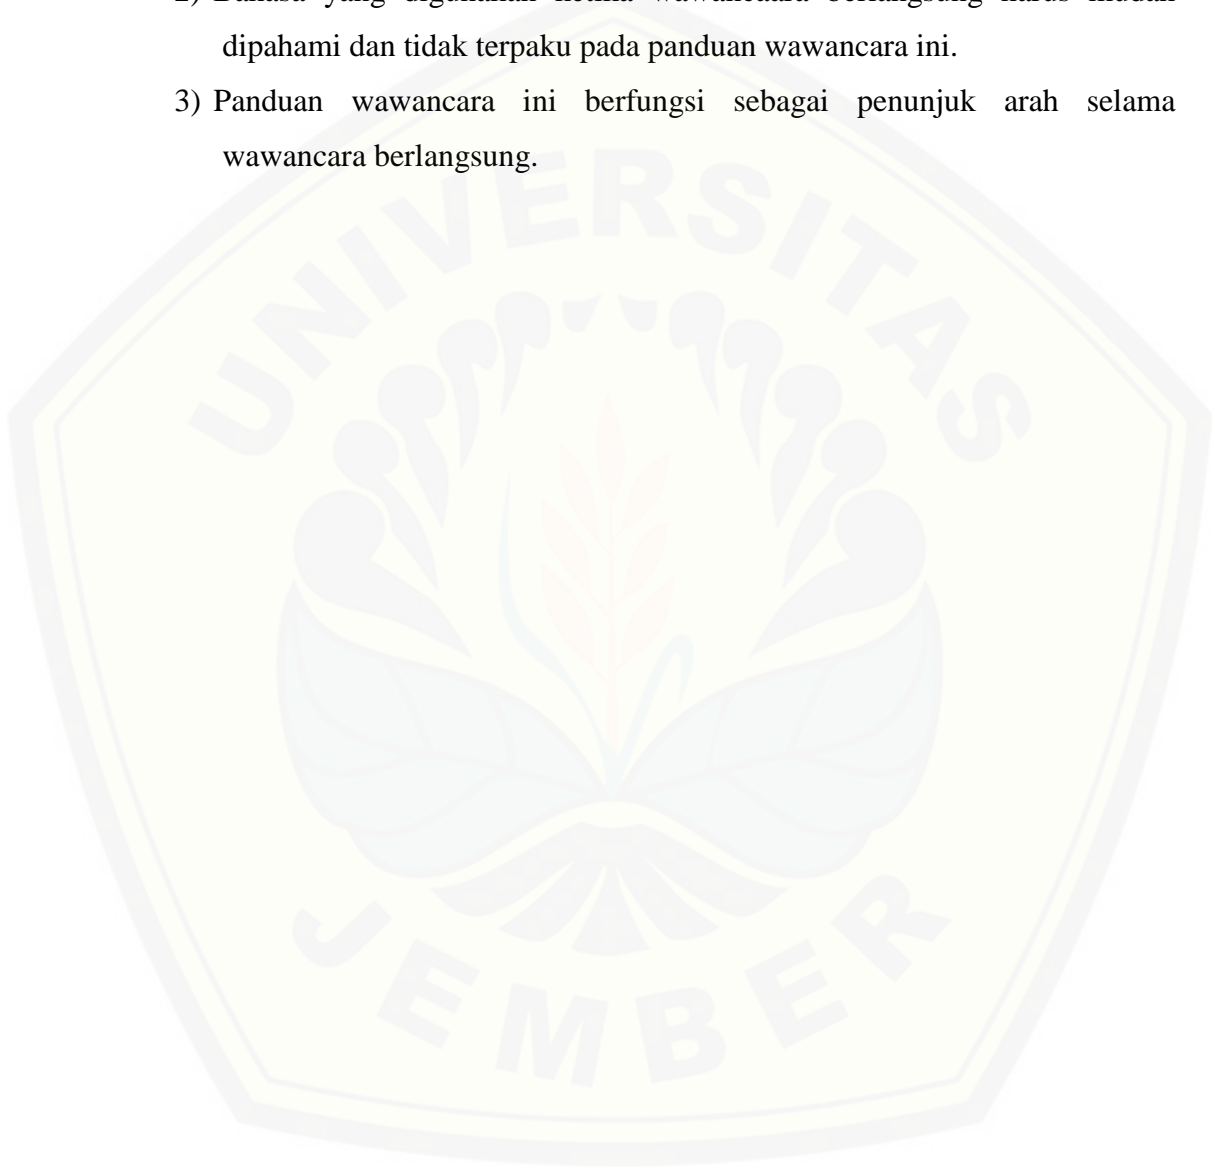 2) Bahasa yang digunakan ketika wawancaara berlangsung harus mudah
dipahami dan tidak terpaku pada panduan wawancara ini.
3) Panduan wawancara ini berfungsi sebagai penunjuk arah selama
wawancara berlangsung.
UNIVERSITAS
JEMBER